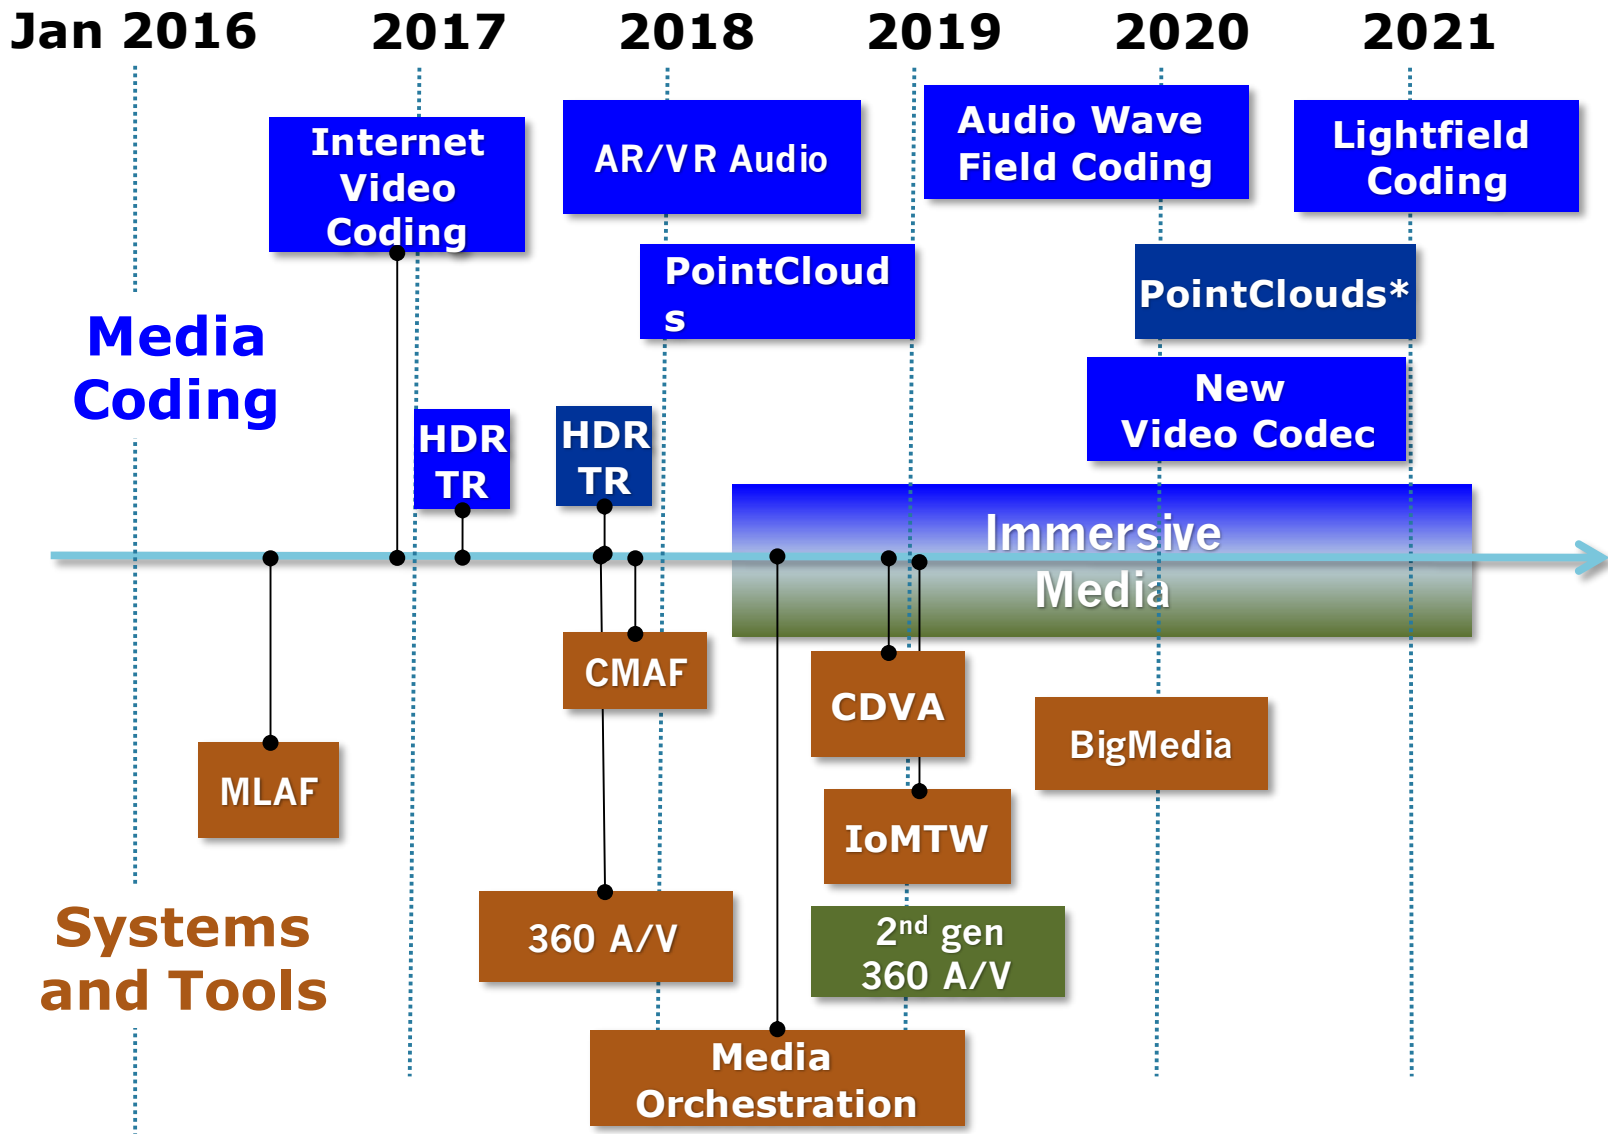 Jan 2016 2017 2018 2019 2020 2021
Internet
Video
Coding
AR/VR Audio
Audio Wave
Field Coding
Lightfield
Coding
PointCloud
s
PointClouds*
Media
Coding
New
Video Codec
HDR
TR
HDR
TR
Immersive
Media
CMAF
CDVA
BigMedia
MLAF
IoMTW
Systems
and Tools
360 A/V
2nd gen
360 A/V
Media
Orchestration